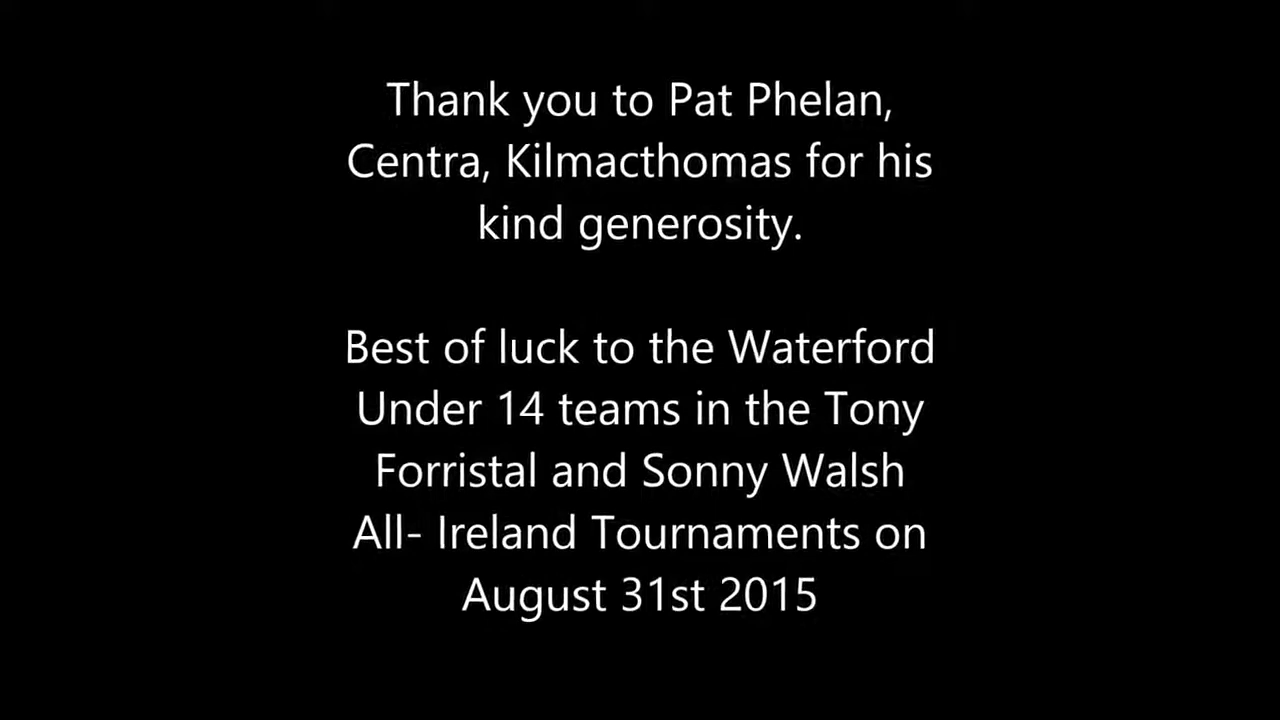 Thank you to Pat Phelan,
Centra, Kilmacthomas for his
kind generosity.
Best of luck to the Waterford
Under 14 teams in the Tony
Forristal and Sonny Walsh
All- Ireland Tournaments on
August 31st 2015